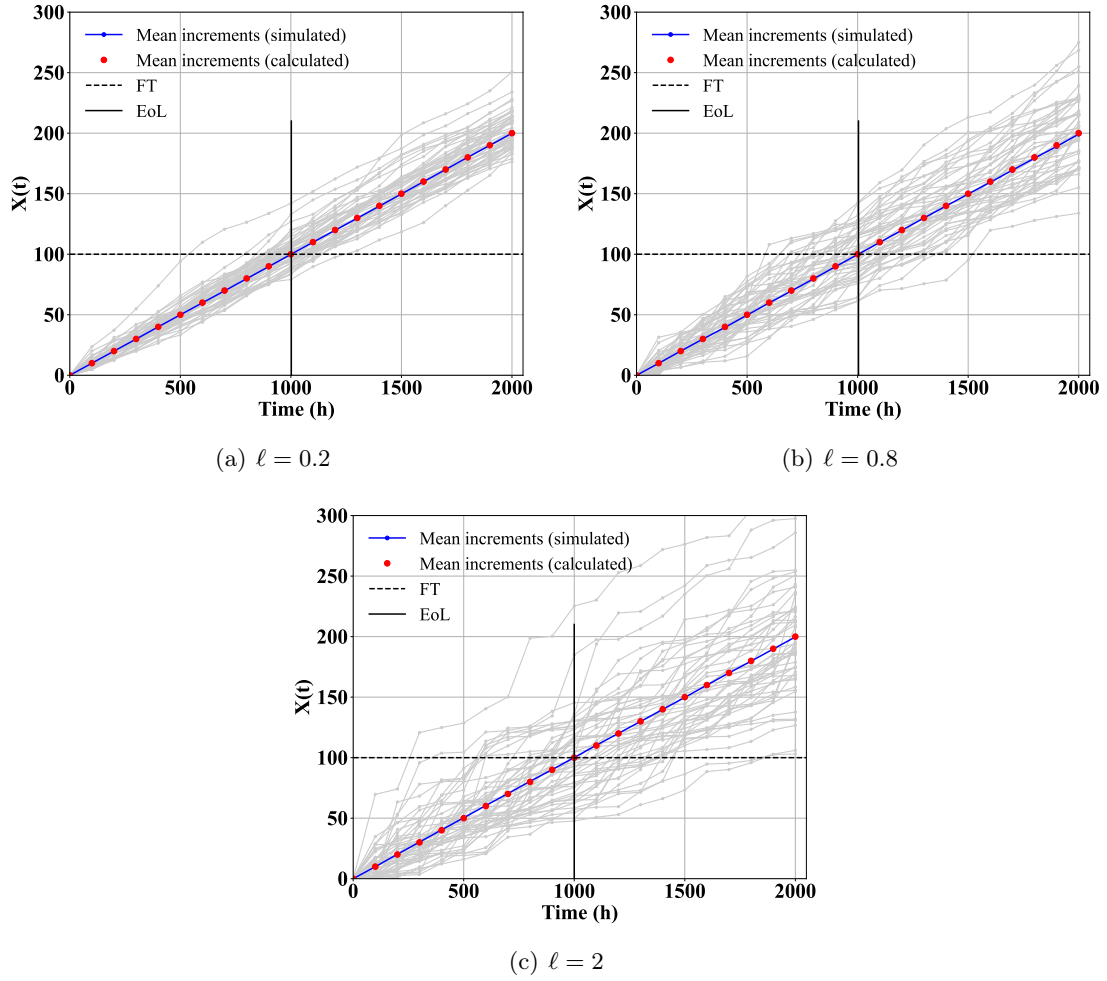 300
250
200
150
100
50
0
X(t)
Mean increments (simulated)
Mean increments (calculated)
FT
EoL
0 500 1000 1500 2000
Time (h)
(a) ℓ = 0.2
300
250
200
150
100
50
0
X(t)
Mean increments (simulated)
Mean increments (calculated)
FT
EoL
0 500 1000 1500 2000
Time (h)
(b) ℓ = 0.8
300
250
200
150
100
50
0
X(t)
Mean increments (simulated)
Mean increments (calculated)
FT
EoL
0 500 1000 1500 2000
Time (h)
(c) ℓ = 2